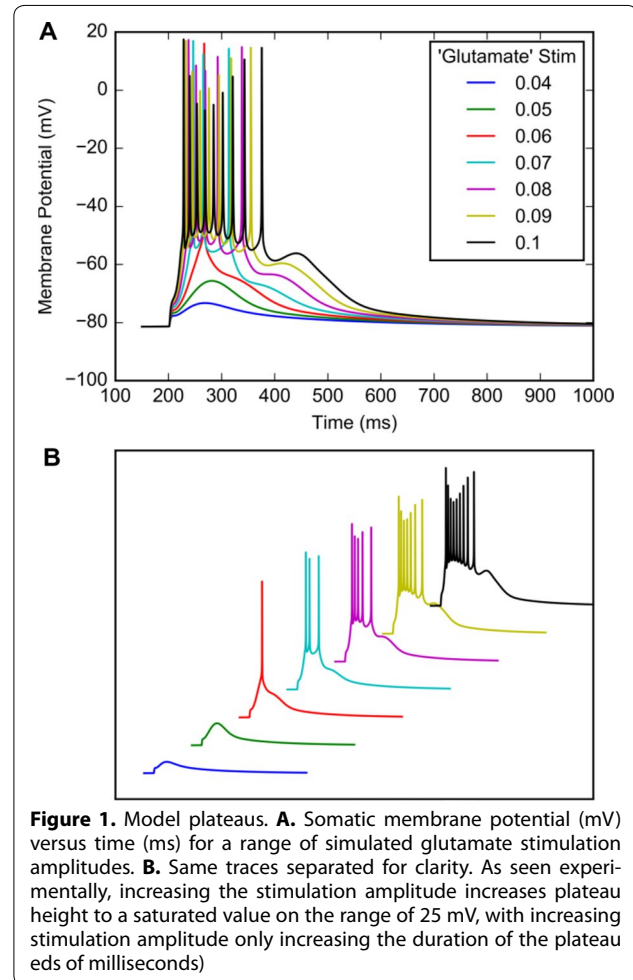 A
20
0
−20
−40
−60
−80
−100
Membrane Potential (mV)
'Glutamate' Stim
0.04
0.05
0.06
0.07
0.08
0.09
0.1
100 200 300 400 500 600 700 800 900 1000
Time (ms)
B
Figure 1. Model plateaus. A. Somatic membrane potential (mV)
versus time (ms) for a range of simulated glutamate stimulation
amplitudes. B. Same traces separated for clarity. As seen experi-
mentally, increasing the stimulation amplitude increases plateau
height to a saturated value on the range of 25 mV, with increasing
stimulation amplitude only increasing the duration of the plateau
eds of milliseconds)